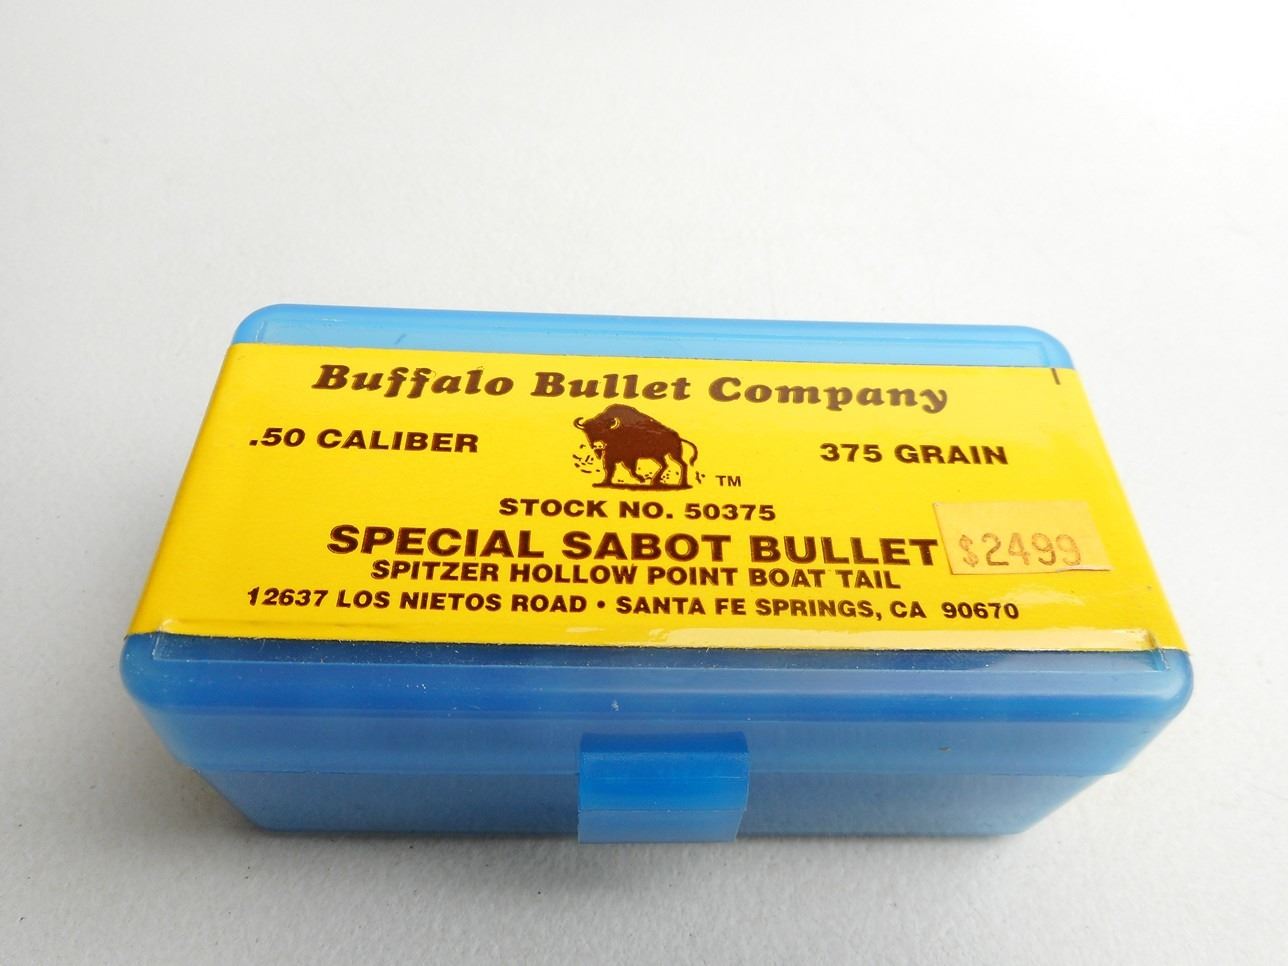 Buffalo Bullet Company
.50 CALIBER
375 GRAIN
TM
STOCK NO. 50375
SPECIAL SABOT BULLET
$2499
SPITZER HOLLOW POINT BOAT TAIL
12637 LOS NIETOS ROAD • SANTA FE SPRINGS, CA 90670